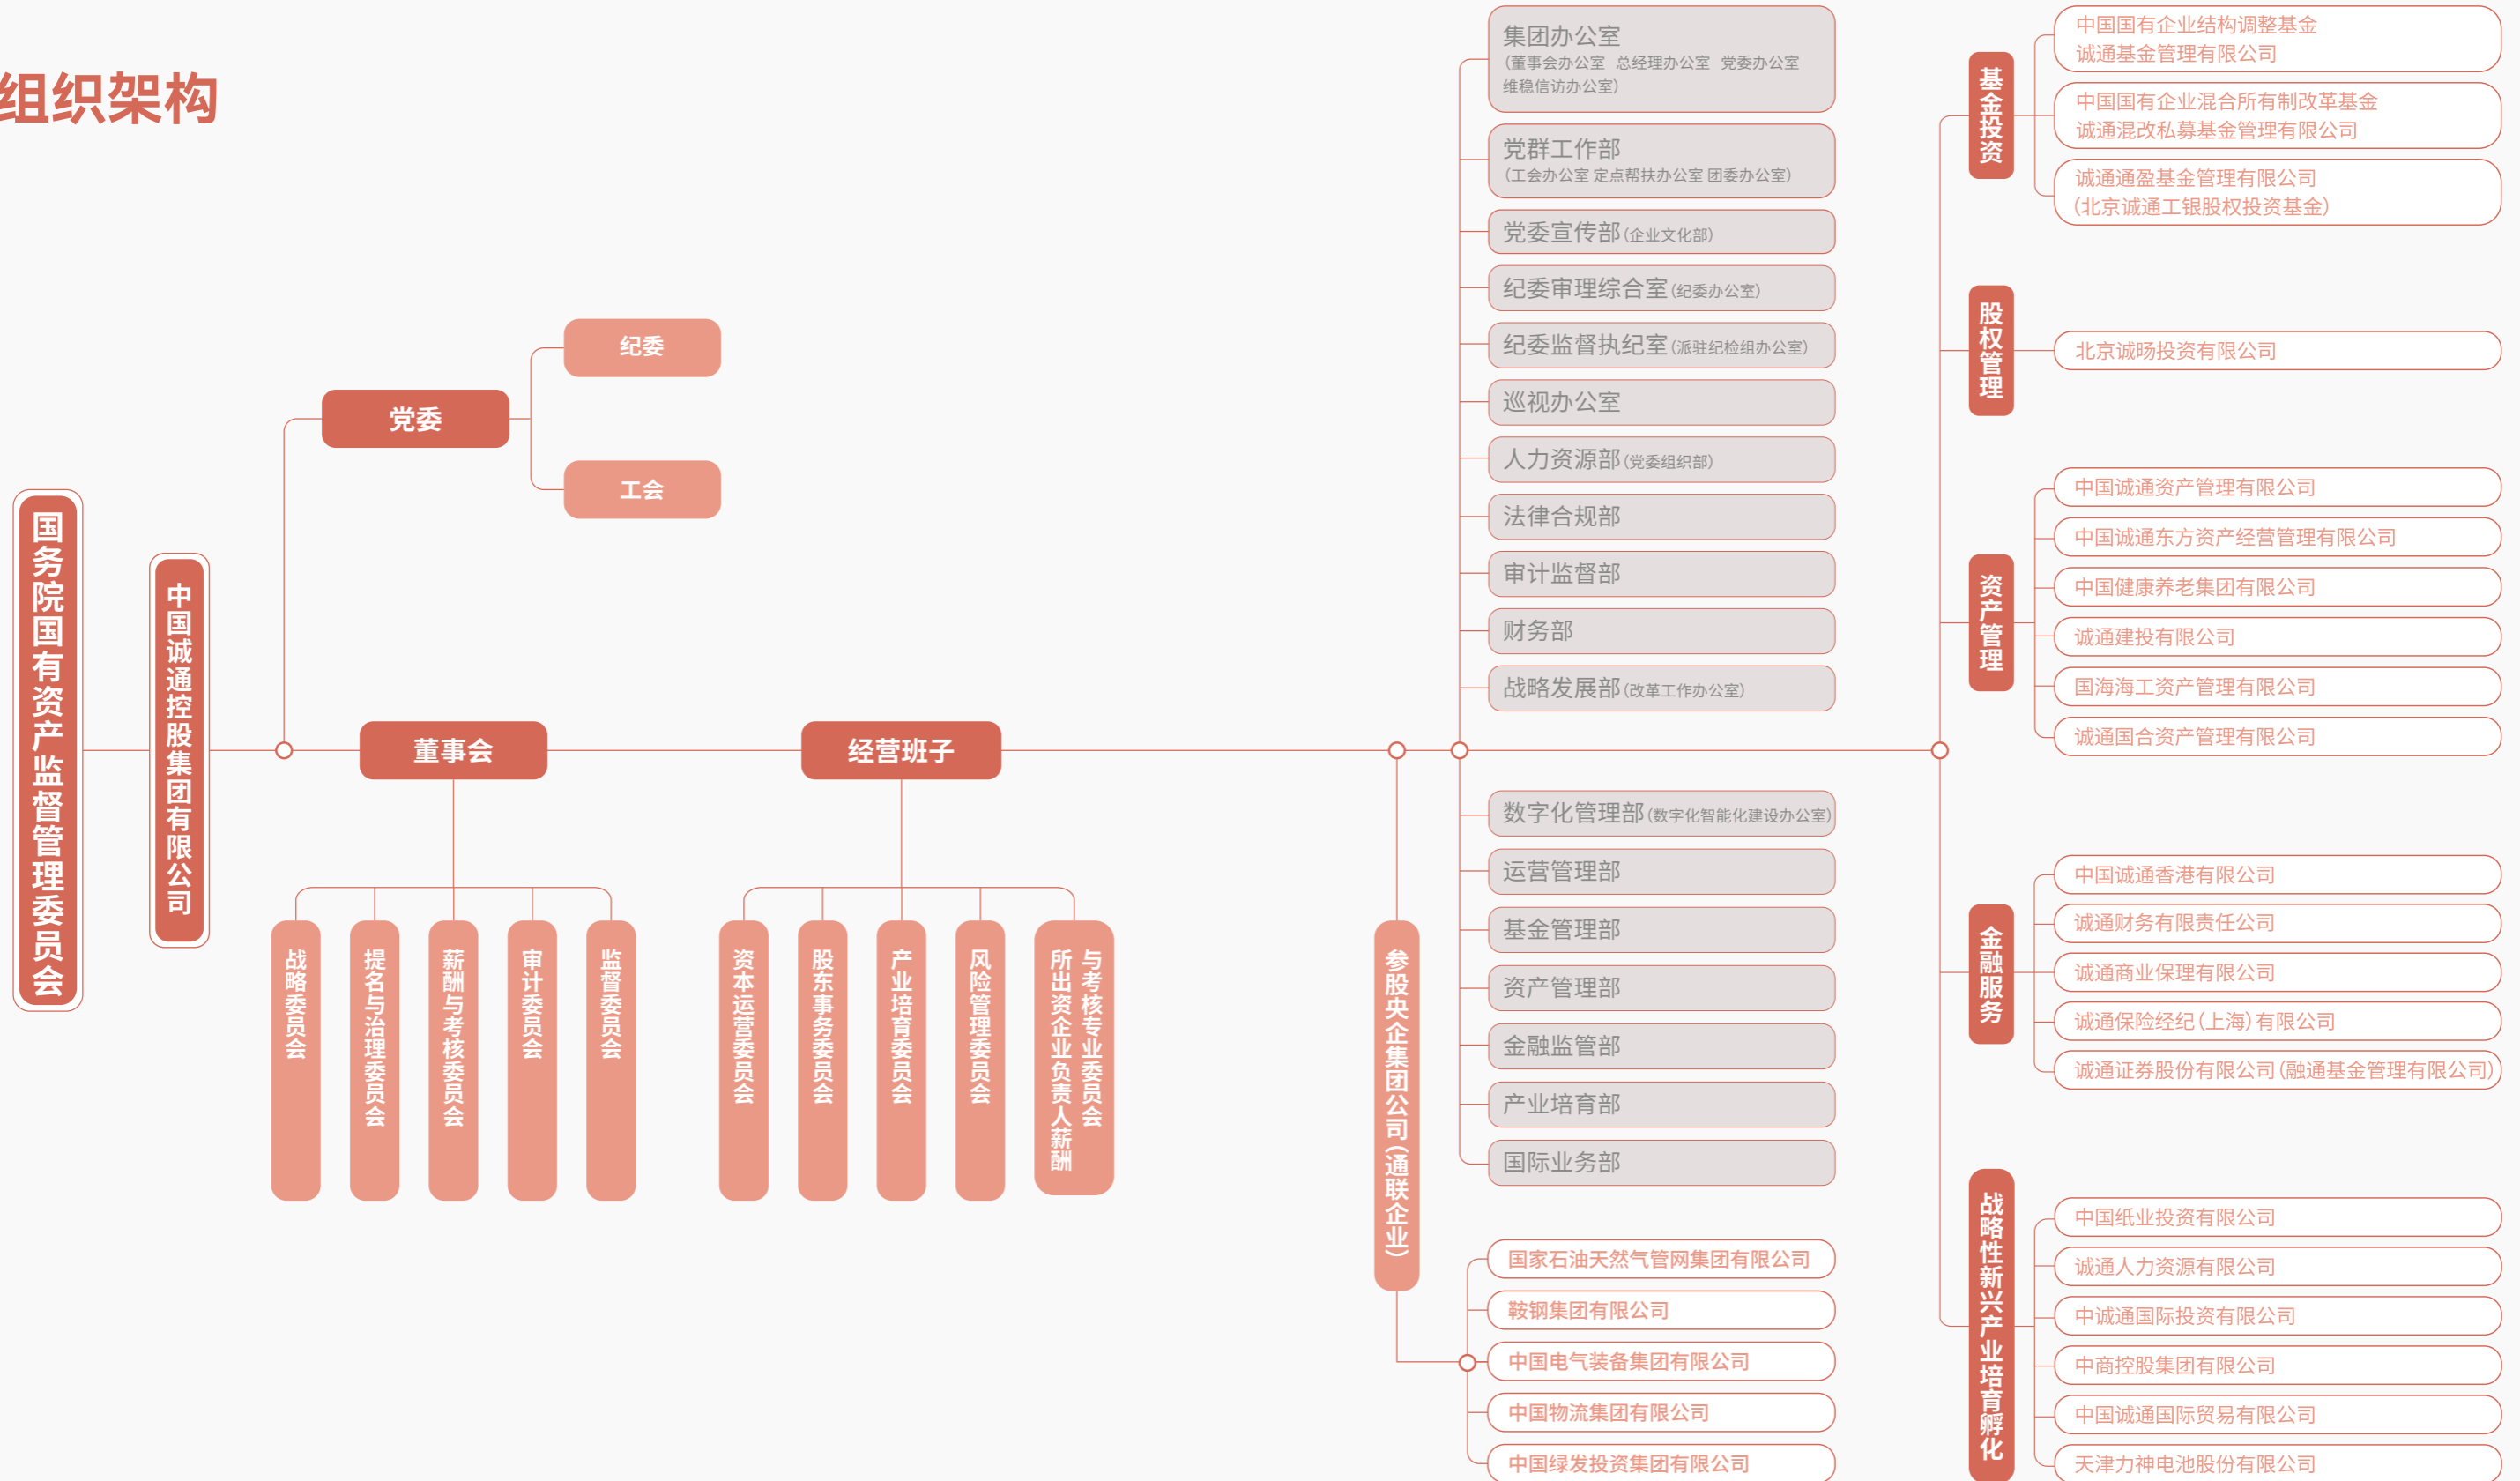 组织架构
国务院国有资产监督管理委员会
中国诚通控股集团有限公司
党委
纪委
工会
董事会
战略委员会
提名与治理委员会
薪酬与考核委员会
审计委员会
监督委员会
经营班子
资本运营委员会
股东事务委员会
产业培育委员会
风险管理委员会
所出资企业负责人薪酬
与考核专业委员会
参股央企集团公司(通联企业)
国家石油天然气管网集团有限公司
鞍钢集团有限公司
中国电气装备集团有限公司
中国物流集团有限公司
中国绿发投资集团有限公司
集团办公室
(董事会办公室 总经理办公室 党委办公室
维稳信访办公室)
党群工作部
(工会办公室 定点帮扶办公室 团委办公室)
党委宣传部(企业文化部)
纪委审理综合室(纪委办公室)
纪委监督执纪室(派驻纪检组办公室)
巡视办公室
人力资源部(党委组织部)
法律合规部
审计监督部
财务部
战略发展部(改革工作办公室)
数字化管理部(数字化智能化建设办公室)
运营管理部
基金管理部
资产管理部
金融监管部
产业培育部
国际业务部
基金投资
中国国有企业结构调整基金
诚通基金管理有限公司
中国国有企业混合所有制改革基金
诚通混改私募基金管理有限公司
诚通通盈基金管理有限公司
(北京诚通工银股权投资基金)
股权管理
北京诚旸投资有限公司
资产管理
中国诚通资产管理有限公司
中国诚通东方资产经营管理有限公司
中国健康养老集团有限公司
诚通建投有限公司
国海海工资产管理有限公司
诚通国合资产管理有限公司
金融服务
中国诚通香港有限公司
诚通财务有限责任公司
诚通商业保理有限公司
诚通保险经纪(上海)有限公司
诚通证券股份有限公司(融通基金管理有限公司)
战略性新兴产业培育孵化
中国纸业投资有限公司
诚通人力资源有限公司
中诚通国际投资有限公司
中商控股集团有限公司
中国诚通国际贸易有限公司
天津力神电池股份有限公司